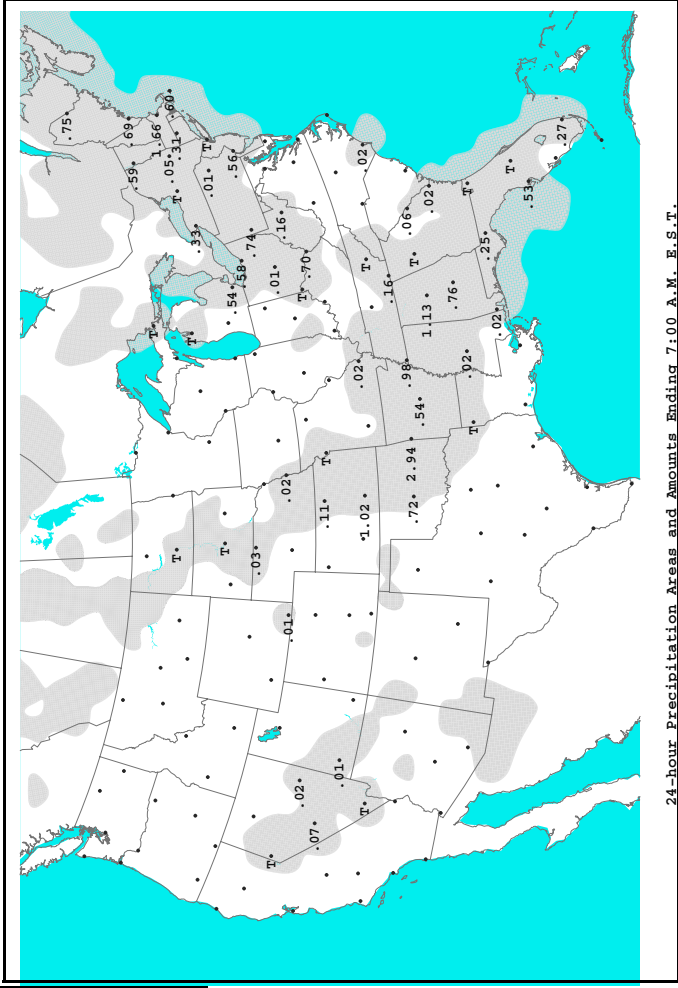 .75
.69
.59
T
1.66
.05
.60
.31
T
T
T
.33
T
.01
T
.56
.54
.58
.74
.03
.01
T
.01
.16
.02
.01
.02
T
.70
.07
.11
T
.01
.02
.02
T
1.02
T
.16
.98
.06
.72
2.94
T
.54
1.13
.02
.76
.02
T
T
.25
.02
T
.53
.27
24-hour Precipitation Areas and Amounts Ending 7:00 A.M. E.S.T.